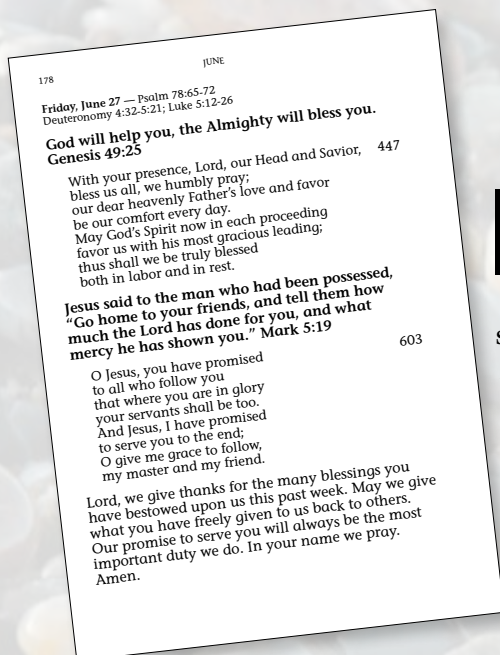 178
JUNE
Friday, June 27 — Psalm 78:65-72
Deuteronomy 4:32-5:21; Luke 5:12-26
God will help you, the Almighty will bless you.
Genesis 49:25
With your presence, Lord, our Head and Savior, 447
bless us all, we humbly pray;
our dear heavenly Father's love and favor
be our comfort every day.
May God's Spirit now in each proceeding
favor us with his most gracious leading;
thus shall we be truly blessed
both in labor and in rest.
Jesus said to the man who had been possessed,
“Go home to your friends, and tell them how
much the Lord has done for you, and what
mercy he has shown you.” Mark 5:19
O Jesus, you have promised 603
to all who follow you
that where you are in glory
your servants shall be too.
And Jesus, I have promised
to serve you to the end;
O give me grace to follow,
my master and my friend.
Lord, we give thanks for the many blessings you
have bestowed upon us this past week. May we give
what you have freely given to us back to others.
Our promise to serve you will always be the most
important duty we do. In your name we pray.
Amen.